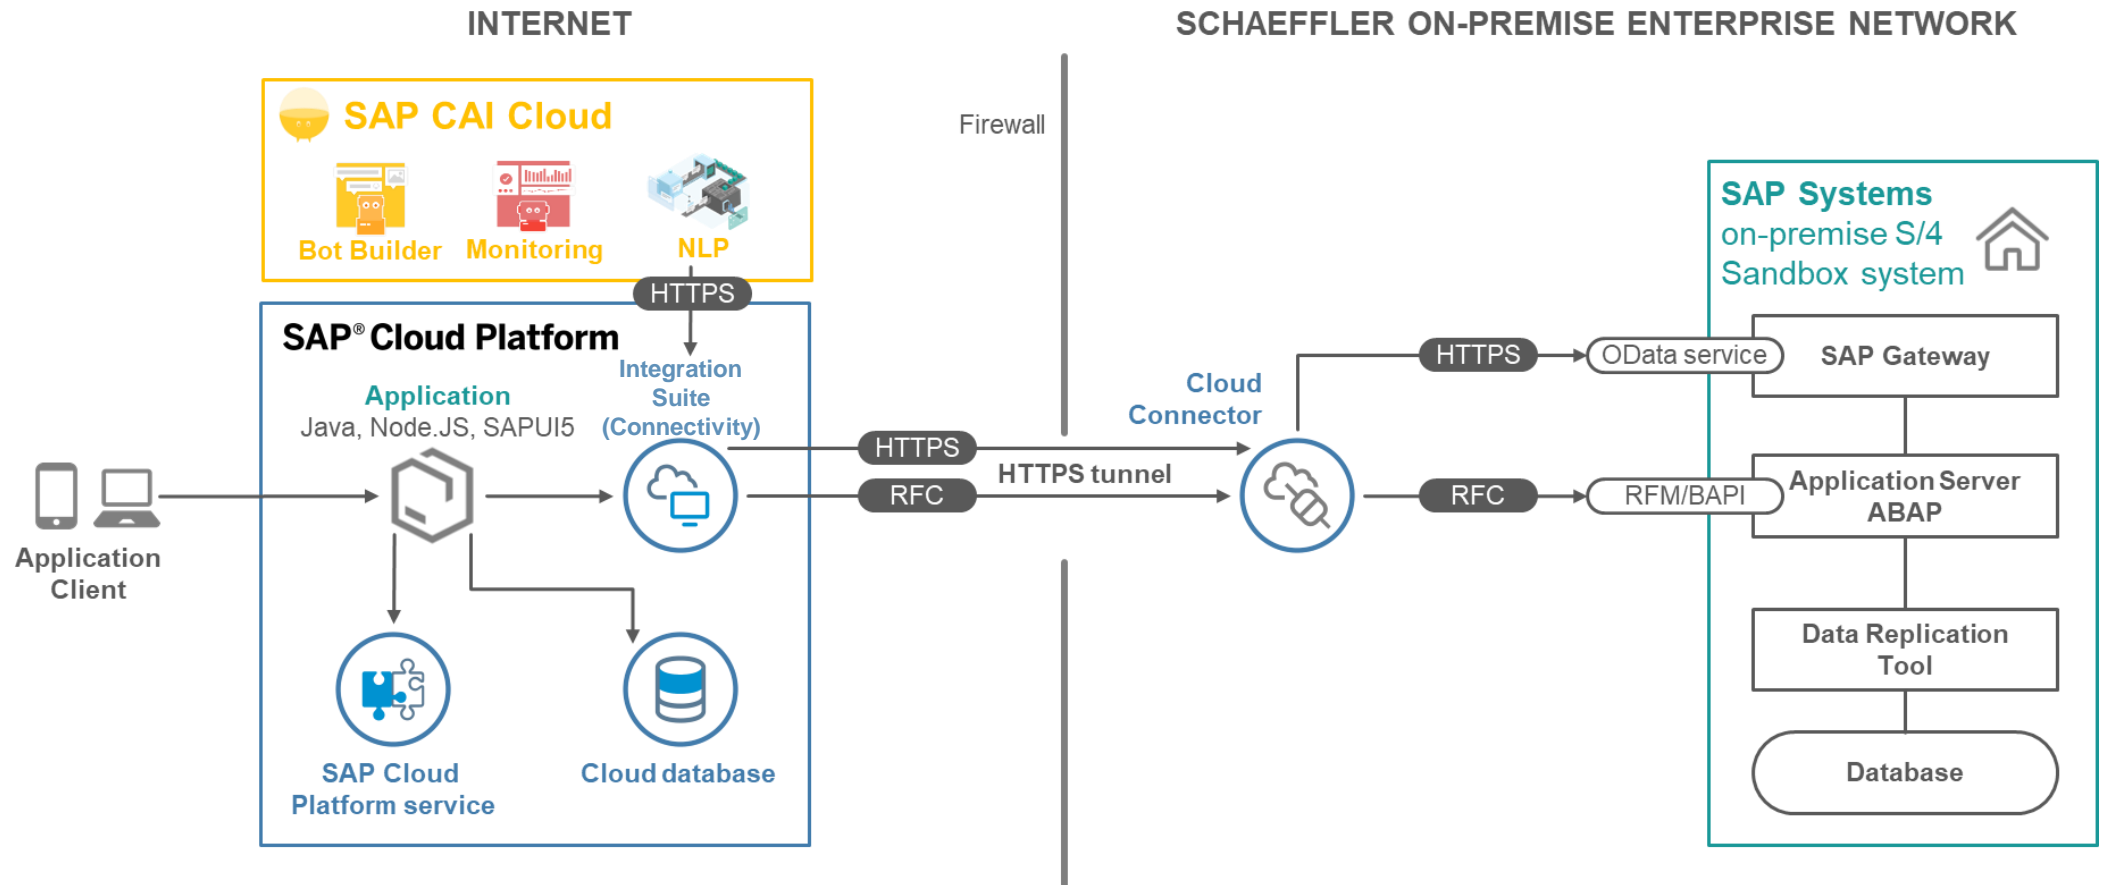 INTERNET
SCHAEFFLER ON-PREMISE ENTERPRISE NETWORK
SAP CAI Cloud
Bot Builder
Monitoring
NLP
HTTPS
Firewall
SAP® Cloud Platform
Integration
Suite
(Connectivity)
Application
Java, Node.JS, SAPUI5
Application
Client
SAP Cloud
Platform service
Cloud database
HTTPS
HTTPS tunnel
RFC
Cloud
Connector
HTTPS
RFC
OData service
RFM/BAPI
SAP Systems
on-premise S/4
Sandbox system
SAP Gateway
Application Server
ABAP
Data Replication
Tool
Database